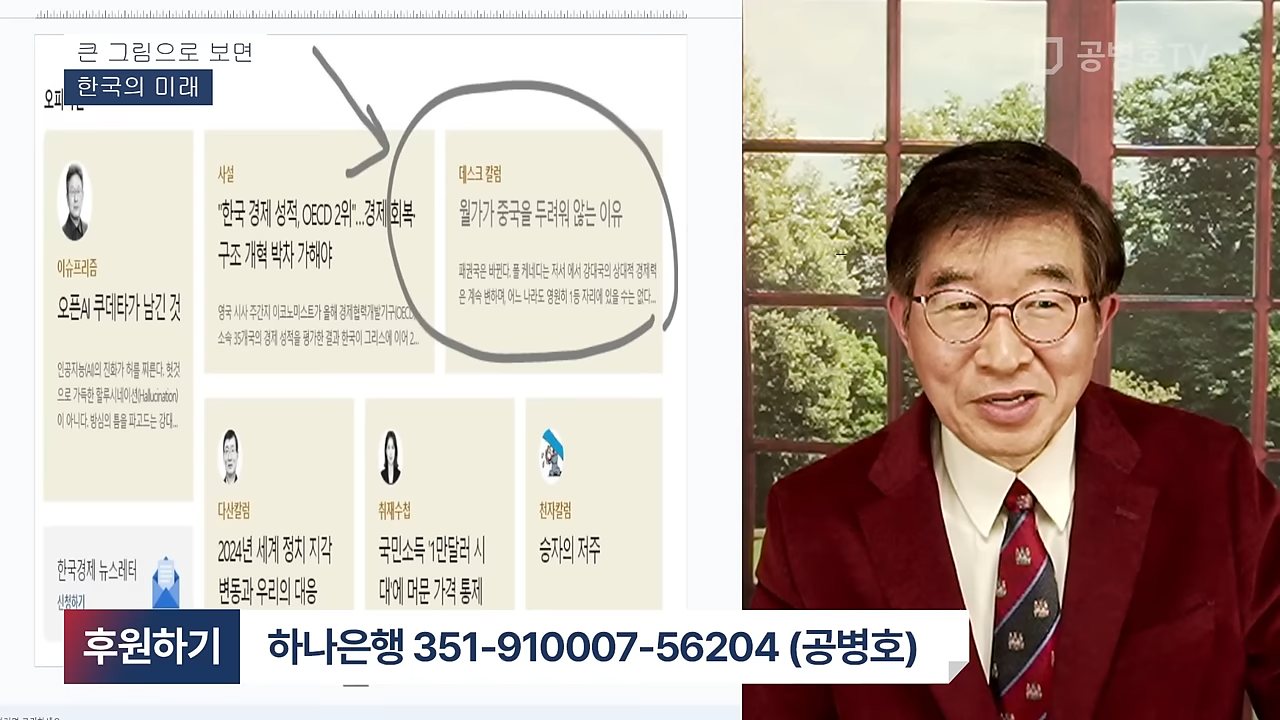 큰 그림으로 보면
한국의 미래
공병호TV
이슈프리즘
오픈AI 쿠데타가 남긴 것
인공지능(AI)의 진화가 허를 찌른다. 헛것
으로 가득한 할루시네이션(Hallucination)
이 아니다. 방심의 틈을 파고드는 강대...
사설
"한국 경제 성적, OECD 2위"...경제 회복
구조 개혁 박차 가해야
영국 시사 주간지 이코노미스트가 올해 경제협력개발기구(OECD
소속 35개국의 경제 성적을 평가한 결과 한국이 그리스에 이어 2...
데스크 칼럼
월가가 중국을 두려워 않는 이유
패권국은 바뀐다. 폴 케네디는 저서 에서 강대국의 상대적 경제력
은 계속 변하며, 어느 나라도 영원히 1등 자리에 있을 수는 없다...
다산칼럼
2024년 세계 정치 지각
변동과 우리의 대응
취재수첩
국민소득 '1만달러 시
대'에 머문 가격 통제
천자칼럼
승자의 저주
한국경제 뉴스레터
신청하기
후원하기
하나은행 351-910007-56204 (공병호)